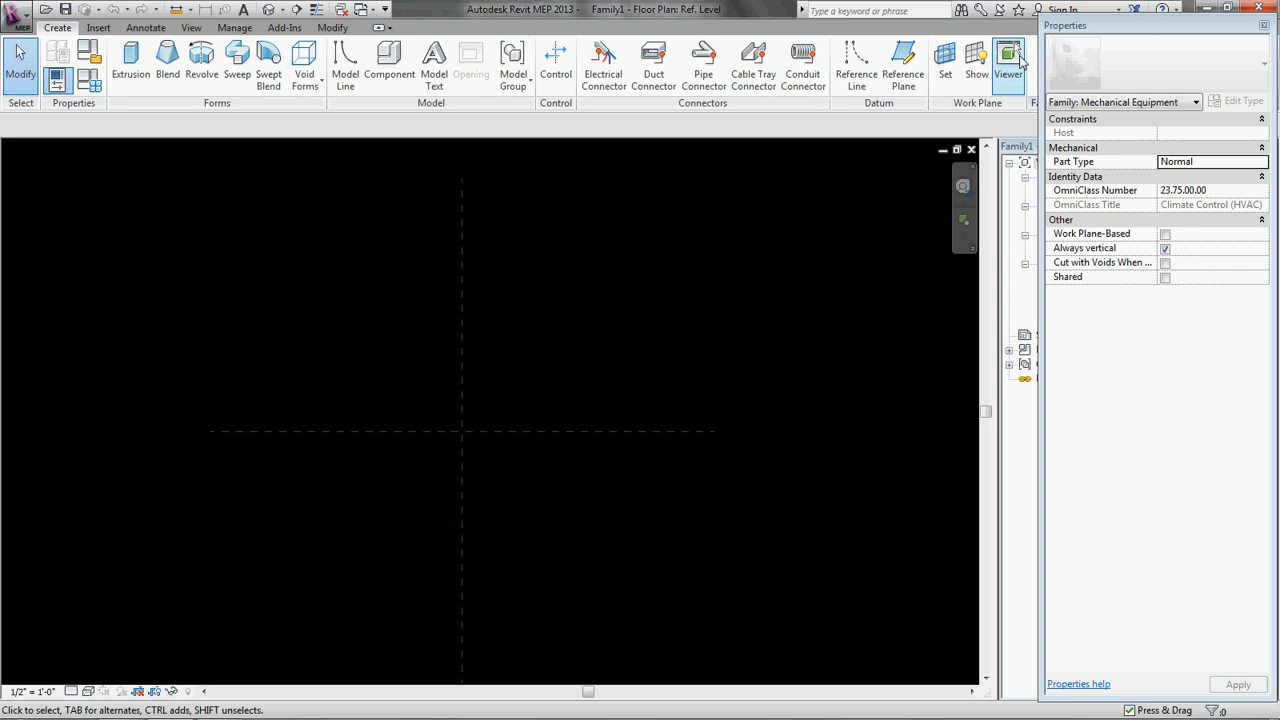 Autodesk Revit MEP 2013 - Family1 - Floor Plan: Ref. Level
Type a keyword or phrase
Sign In
MEP
Create Insert Annotate View Manage Add-Ins Modify
Modify
Extrusion Blend Revolve Sweep Swept Blend Void Forms
Model Line Component Model Text Opening Model Group
Control
Electrical Connector Duct Connector Pipe Connector Cable Tray Connector Conduit Connector
Reference Line Reference Plane
Set Show Viewer
Select Properties Forms Model Control Connectors Datum Work Plane
Family1 -
Properties
Family: Mechanical Equipment
Edit Type
Constraints
Host
Mechanical
Part Type Normal
Identity Data
OmniClass Number 23.75.00.00
OmniClass Title Climate Control (HVAC)
Other
Work Plane-Based
Always vertical
Cut with Voids When ...
Shared
Properties help
Apply
1/2" = 1'-0"
Click to select, TAB for alternates, CTRL adds, SHIFT unselects.
Press & Drag
:0